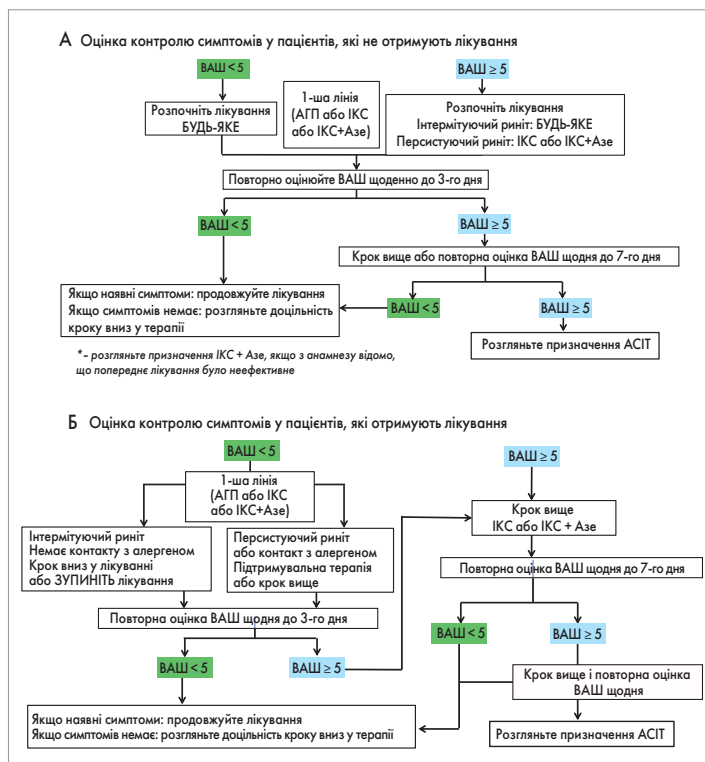 А Оцінка контролю симптомів у пацієнтів, які не отримують лікування
ВАШ < 5
ВАШ ≥ 5
Розпочніть лікування
БУДЬ-ЯКЕ
1-ша лінія
(АГП або ІКС
або ІКС+Азе)
Розпочніть лікування
Інтермітуючий риніт: БУДЬ-ЯКЕ
Персистуючий риніт: ІКС або ІКС+Азе
Повторно оцінюйте ВАШ щоденно до 3-го дня
ВАШ < 5
ВАШ ≥ 5
Крок вище або повторна оцінка ВАШ щодня до 7-го дня
Якщо наявні симптоми: продовжуйте лікування
Якщо симптомів немає: розгляньте доцільність
кроку вниз у терапії
ВАШ < 5
ВАШ ≥ 5
Розгляньте призначення АСІТ
* – розгляньте призначення ІКС + Азе, якщо з анамнезу відомо,
що попереднє лікування було неефективне
Б Оцінка контролю симптомів у пацієнтів, які отримують лікування
ВАШ < 5
ВАШ ≥ 5
1-ша лінія
(АГП або ІКС
або ІКС+Азе)
Крок вище
ІКС або ІКС + Азе
Інтермітуючий риніт
Немає контакту з алергеном
Крок вниз у лікуванні
або ЗУПИНІТЬ лікування
Персистуючий риніт
або контакт з алергеном
Підтримувальна терапія
або крок вище
Повторна оцінка ВАШ щодня до 7-го дня
Повторна оцінка ВАШ щодня до 3-го дня
ВАШ < 5
ВАШ ≥ 5
ВАШ < 5
ВАШ ≥ 5
Крок вище і повторна оцінка
ВАШ щодня
Якщо наявні симптоми: продовжуйте лікування
Якщо симптомів немає: розгляньте доцільність кроку вниз у терапії
Розгляньте призначення АСІТ